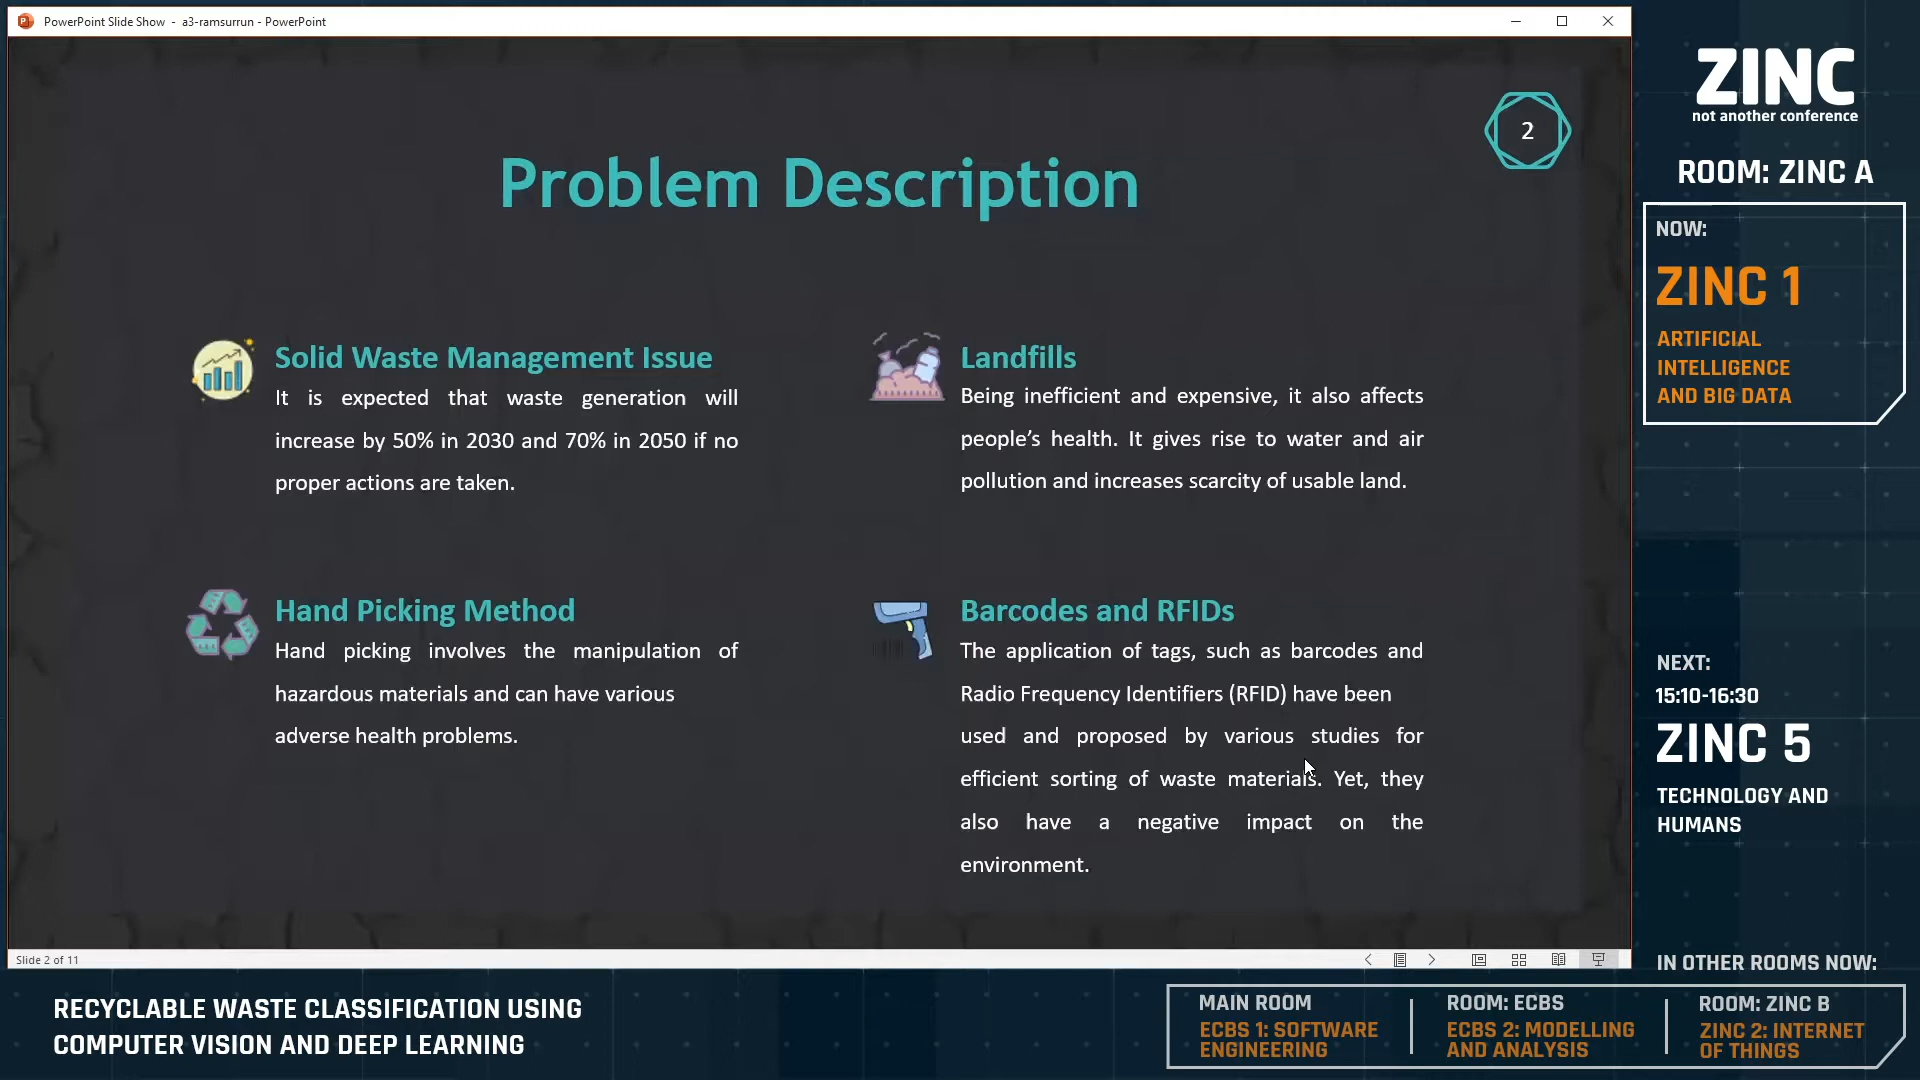 PowerPoint Slide Show - a3-ramsurrun - PowerPoint
2
Problem Description
Solid Waste Management Issue
It is expected that waste generation will
increase by 50% in 2030 and 70% in 2050 if no
proper actions are taken.
Landfills
Being inefficient and expensive, it also affects
people’s health. It gives rise to water and air
pollution and increases scarcity of usable land.
Hand Picking Method
Hand picking involves the manipulation of
hazardous materials and can have various
adverse health problems.
Barcodes and RFIDs
The application of tags, such as barcodes and
Radio Frequency Identifiers (RFID) have been
used and proposed by various studies for
efficient sorting of waste materials. Yet, they
also have a negative impact on the
environment.
Slide 2 of 11
ZINC
not another conference
ROOM: ZINC A
NOW:
ZINC 1
ARTIFICIAL
INTELLIGENCE
AND BIG DATA
NEXT:
15:10-16:30
ZINC 5
TECHNOLOGY AND
HUMANS
IN OTHER ROOMS NOW:
RECYCLABLE WASTE CLASSIFICATION USING
COMPUTER VISION AND DEEP LEARNING
MAIN ROOM
ECBS 1: SOFTWARE
ENGINEERING
ROOM: ECBS
ECBS 2: MODELLING
AND ANALYSIS
ROOM: ZINC B
ZINC 2: INTERNET
OF THINGS